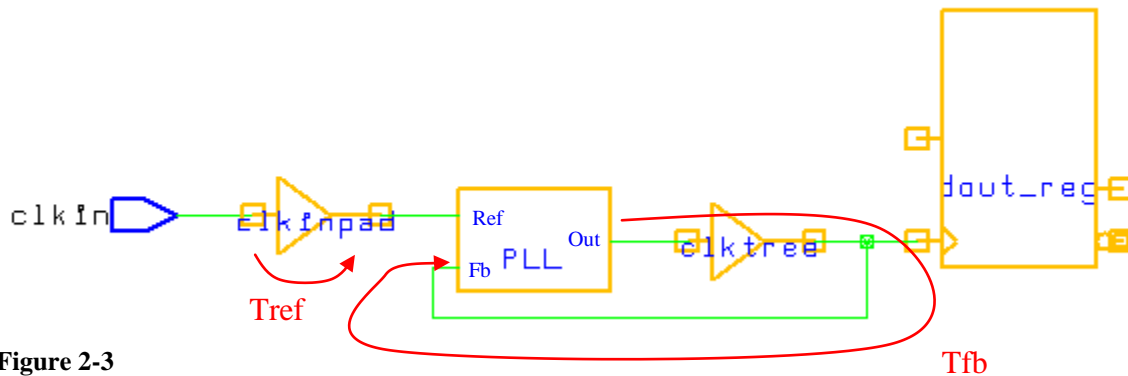 clkin
clkinpad
Ref
Fb
PLL
Out
clktree
dout_reg
Tref
Tfb
Figure 2-3